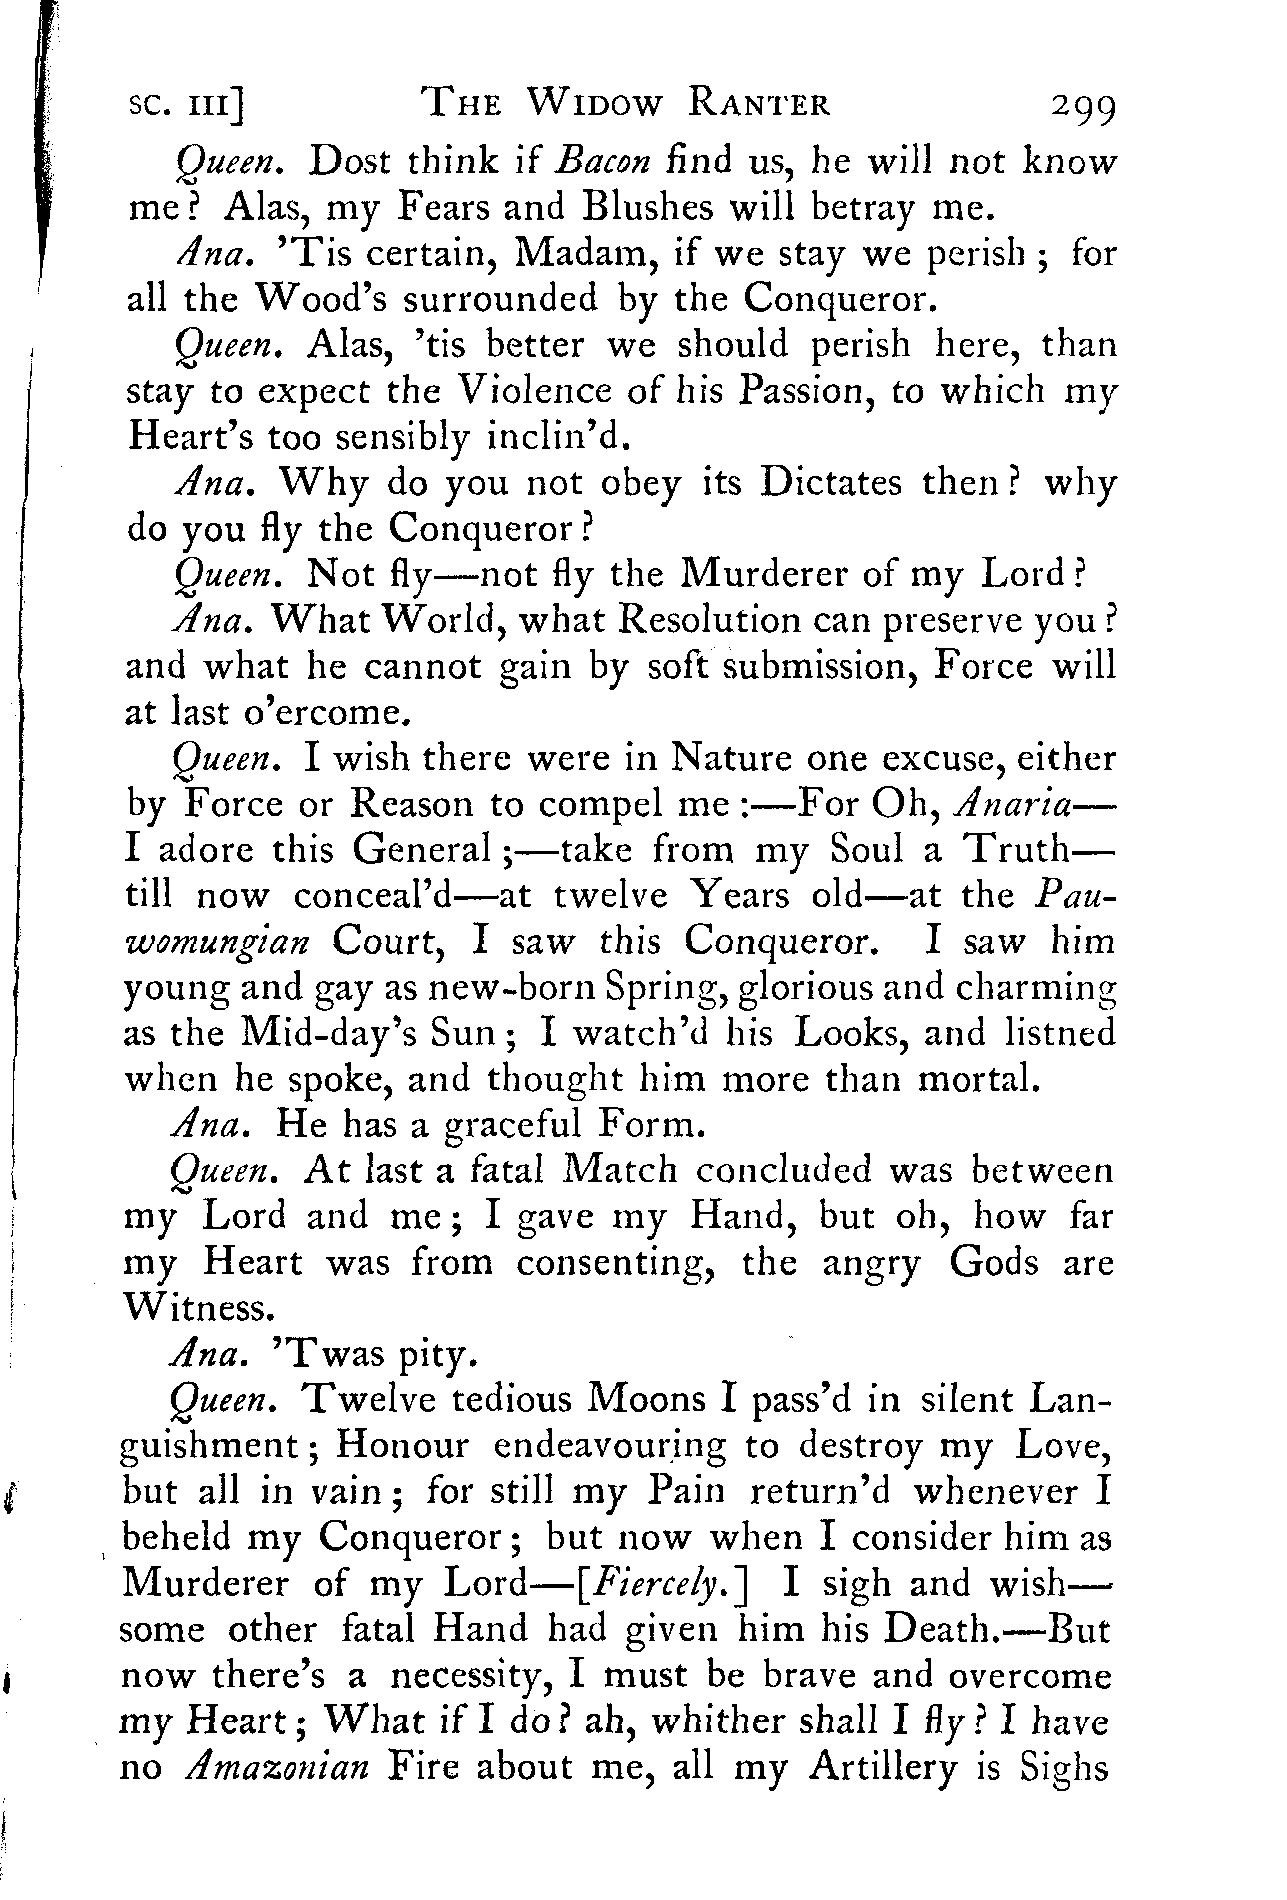 SC. III] THE WIDOW RANTER 299
Queen. Dost think if Bacon find us, he will not know
me? Alas, my Fears and Blushes will betray me.
Ana. 'Tis certain, Madam, if we stay we perish; for
all the Wood's surrounded by the Conqueror.
Queen. Alas, 'tis better we should perish here, than
stay to expect the Violence of his Passion, to which my
Heart's too sensibly inclin'd.
Ana. Why do you not obey its Dictates then? why
do you fly the Conqueror?
Queen. Not fly—not fly the Murderer of my Lord?
Ana. What World, what Resolution can preserve you?
and what he cannot gain by soft submission, Force will
at last o'ercome.
Queen. I wish there were in Nature one excuse, either
by Force or Reason to compel me:—For Oh, Anaria—
I adore this General;—take from my Soul a Truth—
till now conceal'd—at twelve Years old—at the Pau-
womungian Court, I saw this Conqueror. I saw him
young and gay as new-born Spring, glorious and charming
as the Mid-day's Sun; I watch'd his Looks, and listned
when he spoke, and thought him more than mortal.
Ana. He has a graceful Form.
Queen. At last a fatal Match concluded was between
my Lord and me; I gave my Hand, but oh, how far
my Heart was from consenting, the angry Gods are
Witness.
Ana. 'Twas pity.
Queen. Twelve tedious Moons I pass'd in silent Lan-
guishment; Honour endeavouring to destroy my Love,
but all in vain; for still my Pain return'd whenever I
beheld my Conqueror; but now when I consider him as
Murderer of my Lord—[Fiercely.] I sigh and wish—
some other fatal Hand had given him his Death.—But
now there's a necessity, I must be brave and overcome
my Heart; What if I do? ah, whither shall I fly? I have
no Amazonian Fire about me, all my Artillery is Sighs